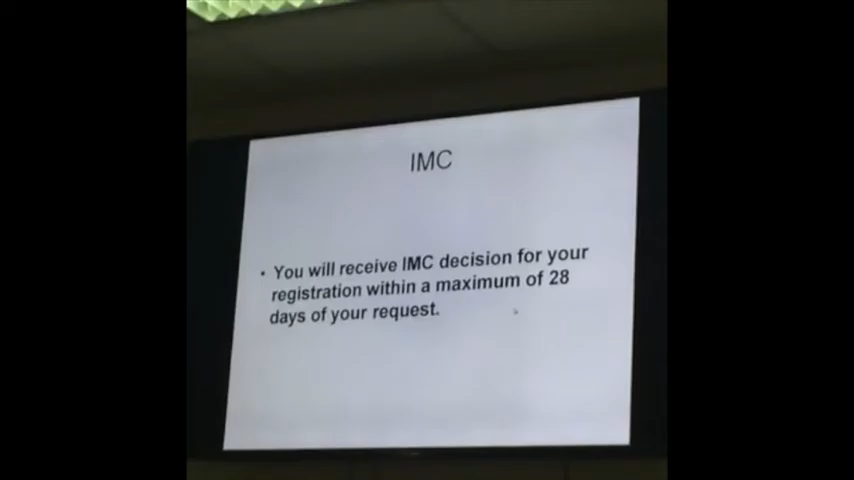 IMC
• You will receive IMC decision for your
registration within a maximum of 28
days of your request.